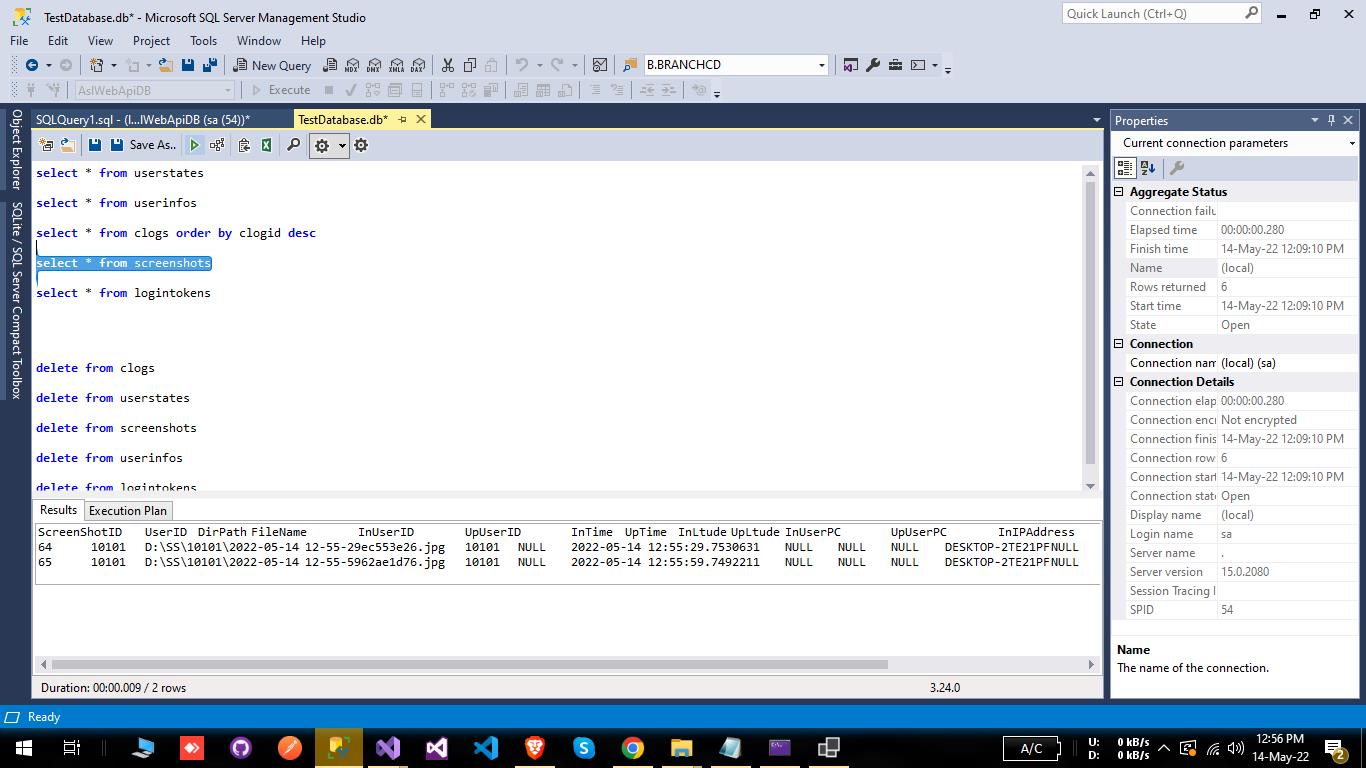 TestDatabase.db* - Microsoft SQL Server Management Studio
Quick Launch (Ctrl+Q)
File Edit View Project Tools Window Help
New Query MDX DMX XMLA DAX B.BRANCHCD
AslWebApiDB Execute
Object Explorer
SQLite / SQL Server Compact Toolbox
SQLQuery1.sql - (l...lWebApiDB (sa (54))* TestDatabase.db*
Save As..
select * from userstates
select * from userinfos
select * from clogs order by clogid desc
select * from screenshots
select * from logintokens
delete from clogs
delete from userstates
delete from screenshots
delete from userinfos
delete from logintokens
Results Execution Plan
ScreenShotID UserID DirPath FileName InUserID UpUserID InTime UpTime InLtude UpLtude InUserPC UpUserPC InIPAddress
64 10101 D:\SS\10101\2022-05-14 12-55-29ec553e26.jpg 10101 NULL 2022-05-14 12:55:29.7530631 NULL NULL NULL DESKTOP-2TE21PFNULL
65 10101 D:\SS\10101\2022-05-14 12-55-5962ae1d76.jpg 10101 NULL 2022-05-14 12:55:59.7492211 NULL NULL NULL DESKTOP-2TE21PFNULL
Duration: 00:00.009 / 2 rows 3.24.0
Properties
Current connection parameters
Aggregate Status
Connection failu
Elapsed time 00:00:00.280
Finish time 14-May-22 12:09:10 PM
Name (local)
Rows returned 6
Start time 14-May-22 12:09:10 PM
State Open
Connection
Connection nam (local) (sa)
Connection Details
Connection elap 00:00:00.280
Connection encr Not encrypted
Connection finis 14-May-22 12:09:10 PM
Connection row 6
Connection start 14-May-22 12:09:10 PM
Connection state Open
Display name (local)
Login name sa
Server name .
Server version 15.0.2080
Session Tracing I
SPID 54
Name
The name of the connection.
Ready
A/C
U: 0 kB/s
D: 0 kB/s
12:56 PM
14-May-22
2